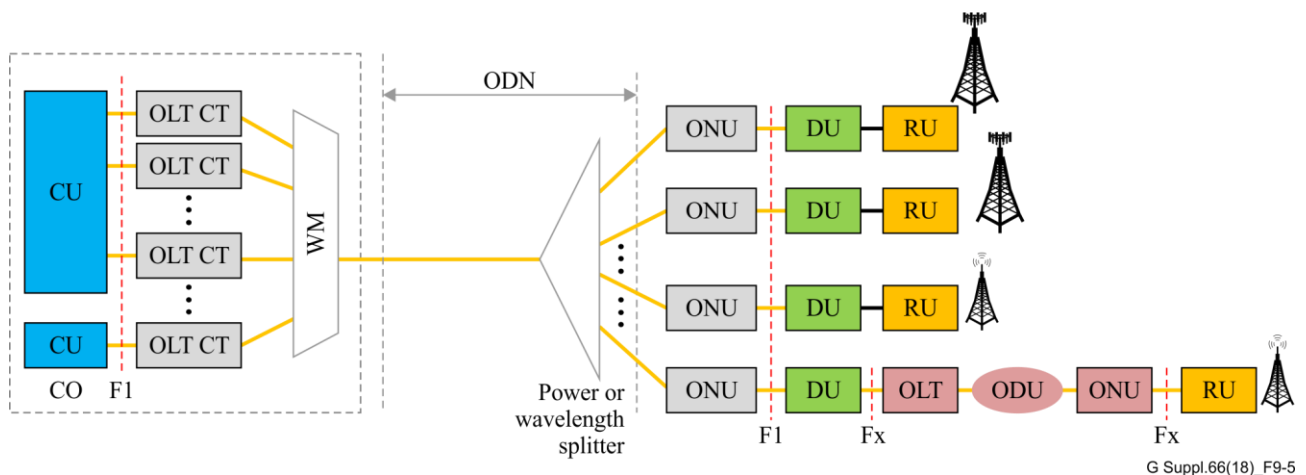 ODN
OLT CT
OLT CT
CU
OLT CT
CU
OLT CT
CO
F1
WM
Power or
wavelength
splitter
ONU
DU
RU
ONU
DU
RU
ONU
DU
RU
ONU
DU
OLT
ODU
ONU
RU
F1
Fx
Fx
G Suppl.66(18)_F9-5